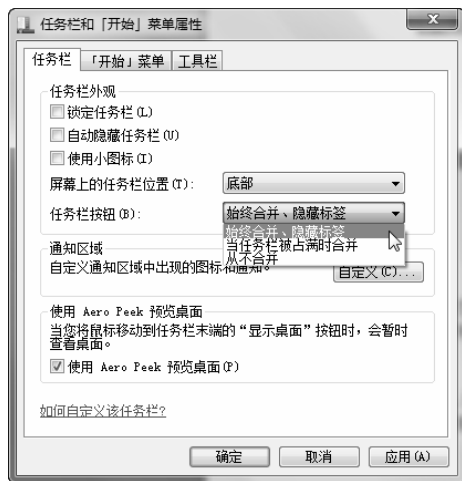 任务栏和「开始」菜单属性
任务栏 「开始」菜单 工具栏
任务栏外观
锁定任务栏(L)
自动隐藏任务栏(U)
使用小图标(I)
屏幕上的任务栏位置(T): 底部
任务栏按钮(B): 始终合并、隐藏标签
始终合并、隐藏标签
当任务栏被占满时合并
从不合并
通知区域
自定义通知区域中出现的图标和通知。 自定义(C)...
使用 Aero Peek 预览桌面
当您将鼠标移动到任务栏末端的“显示桌面”按钮时，会暂时
查看桌面。
使用 Aero Peek 预览桌面(P)
如何自定义该任务栏?
确定 取消 应用(A)